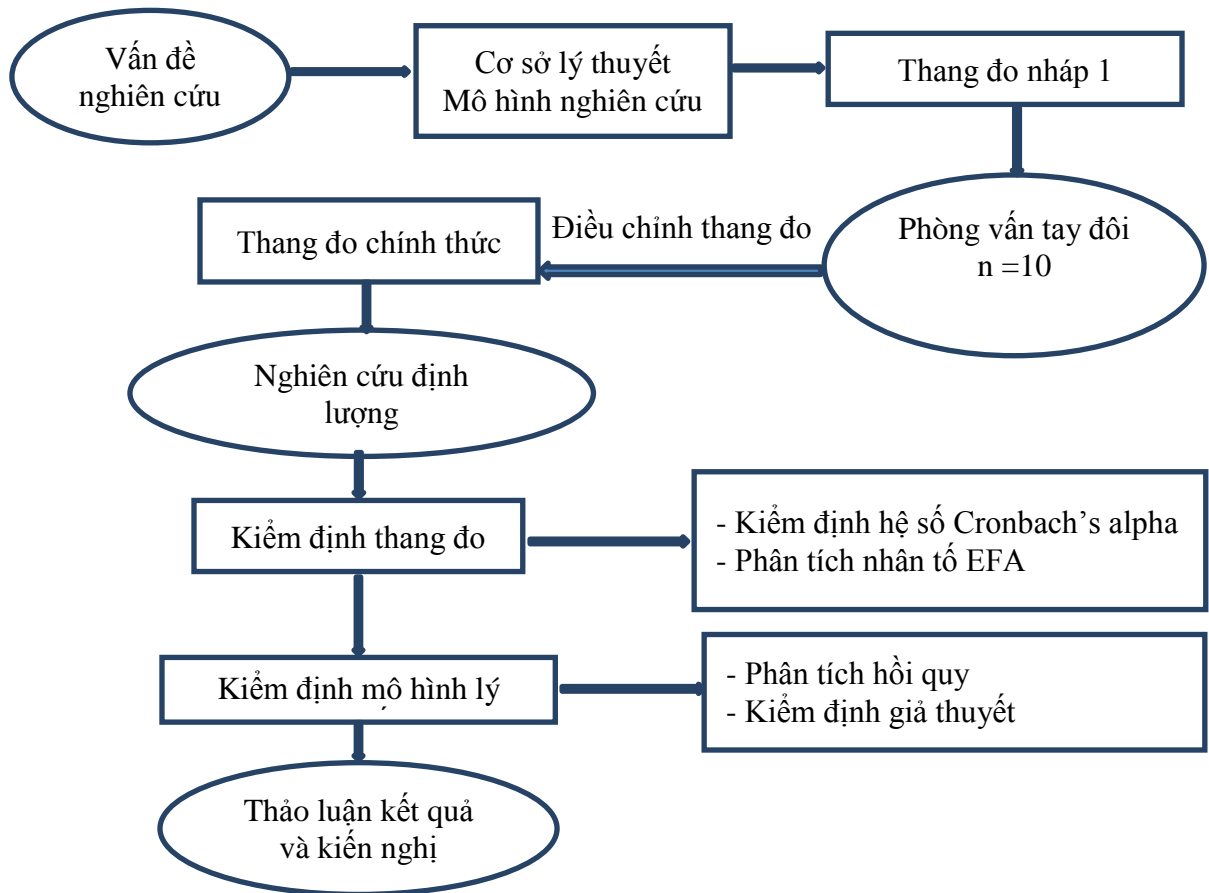 Vấn đề
nghiên cứu
Cơ sở lý thuyết
Mô hình nghiên cứu
Thang đo nháp 1
Phòng vấn tay đôi
n =10
Điều chỉnh thang đo
Thang đo chính thức
Nghiên cứu định
lượng
Kiểm định thang đo
- Kiểm định hệ số Cronbach’s alpha
- Phân tích nhân tố EFA
Kiểm định mô hình lý
- Phân tích hồi quy
- Kiểm định giả thuyết
Thảo luận kết quả
và kiến nghị